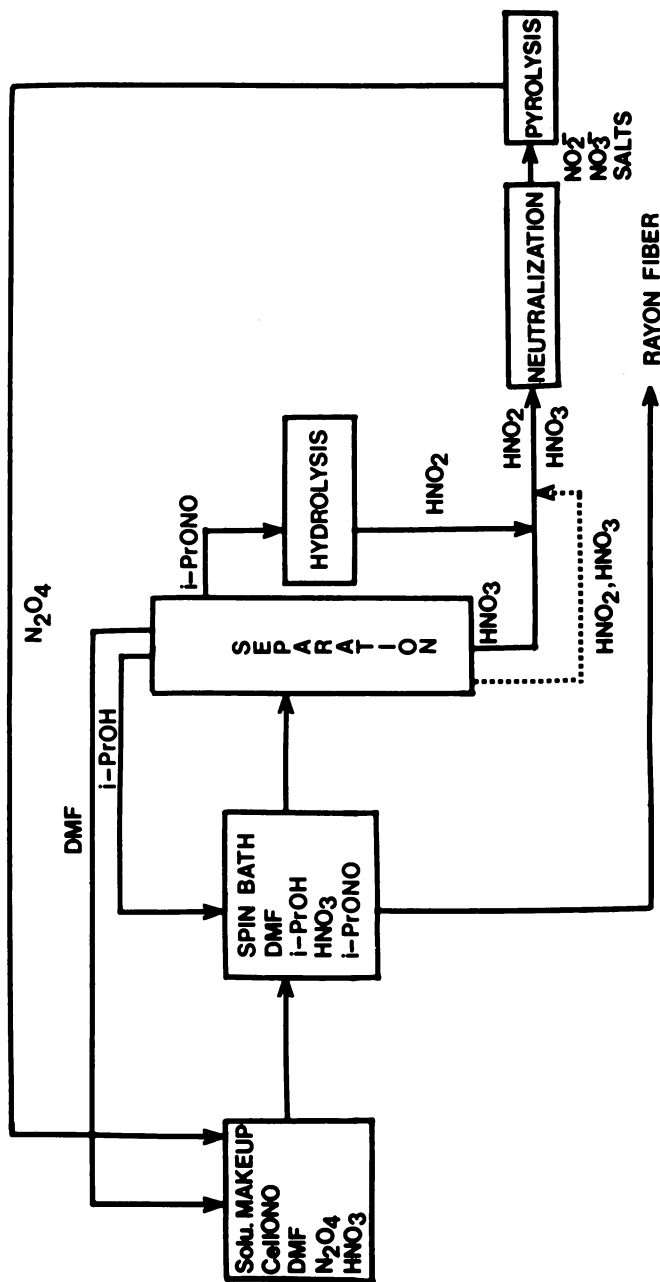 N2O4
DMF
i-PrOH
Solu. MAKEUP
CellONO
DMF
N2O4
HNO3
SPIN BATH
DMF
i-PrOH
HNO3
i-PrONO
SEPARATION
i-PrONO
HYDROLYSIS
HNO2
HNO3
HNO2, HNO3
HNO2
HNO3
NEUTRALIZATION
NO2-
NO3-
SALTS
PYROLYSIS
RAYON FIBER